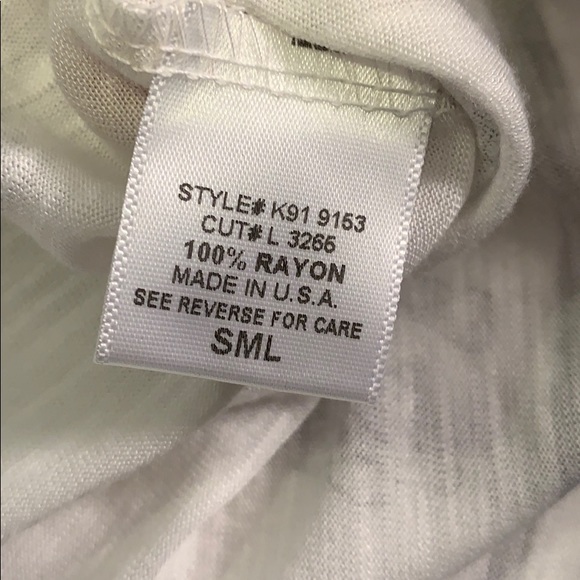 STYLE# K91 9153
CUT# L 3266
100% RAYON
MADE IN U.S.A.
SEE REVERSE FOR CARE
SML